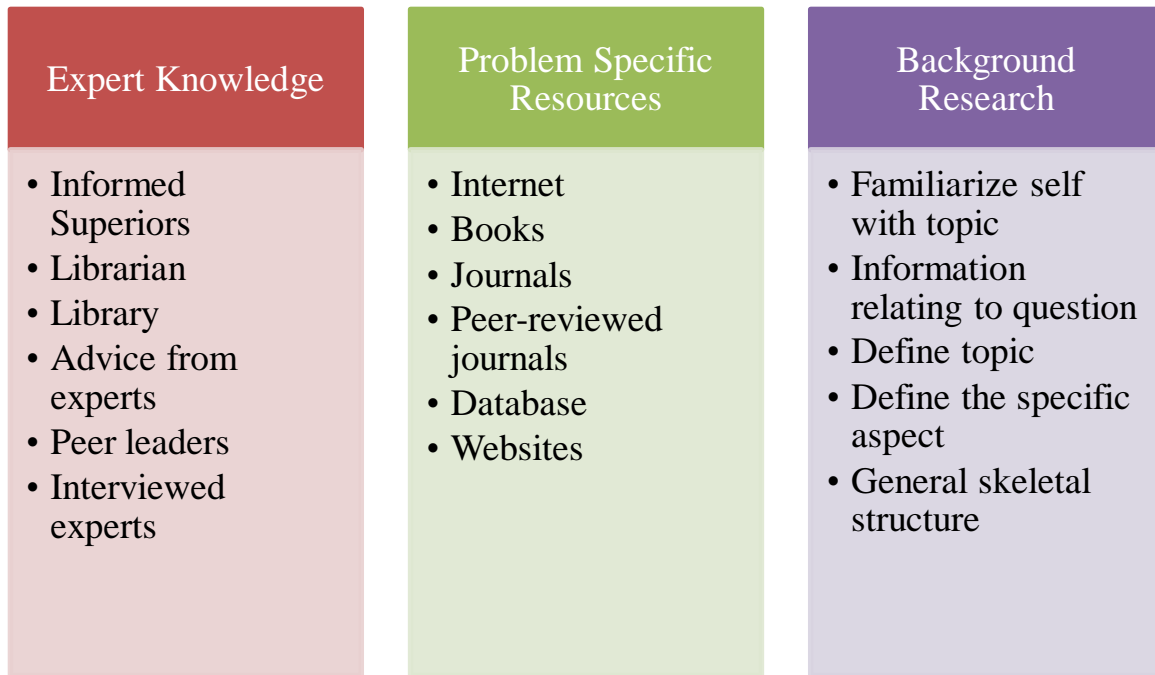 Expert Knowledge
• Informed
Superiors
• Librarian
• Library
• Advice from
experts
• Peer leaders
• Interviewed
experts
Problem Specific
Resources
• Internet
• Books
• Journals
• Peer-reviewed
journals
• Database
• Websites
Background
Research
• Familiarize self
with topic
• Information
relating to question
• Define topic
• Define the specific
aspect
• General skeletal
structure